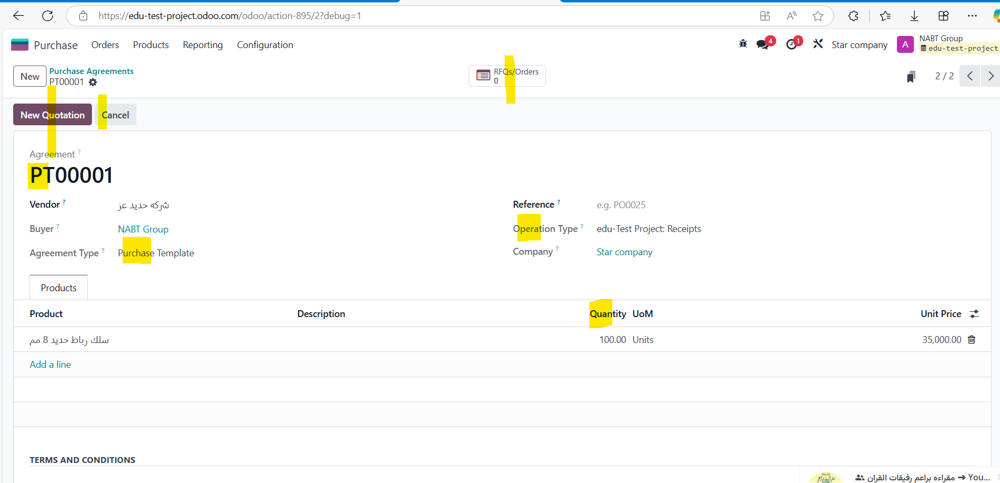 https://edu-test-project.odoo.com/odoo/action-895/2?debug=1
Purchase Orders Products Reporting Configuration 4 1 Star company A NABT Group
edu-test-project
New Purchase Agreements
PT00001
RFQs/Orders
0
2 / 2
New Quotation Cancel
Agreement ?
PT00001
Vendor ? شركه حديد عز
Reference ? e.g. PO0025
Buyer ? NABT Group
Operation Type ? edu-Test Project: Receipts
Agreement Type ? Purchase Template
Company ? Star company
Products
Product Description Quantity UoM Unit Price
سلك رباط حديد 8 مم 100.00 Units 35,000.00
Add a line
TERMS AND CONDITIONS
مقراءه براعم رفيقات القران ➔ You...